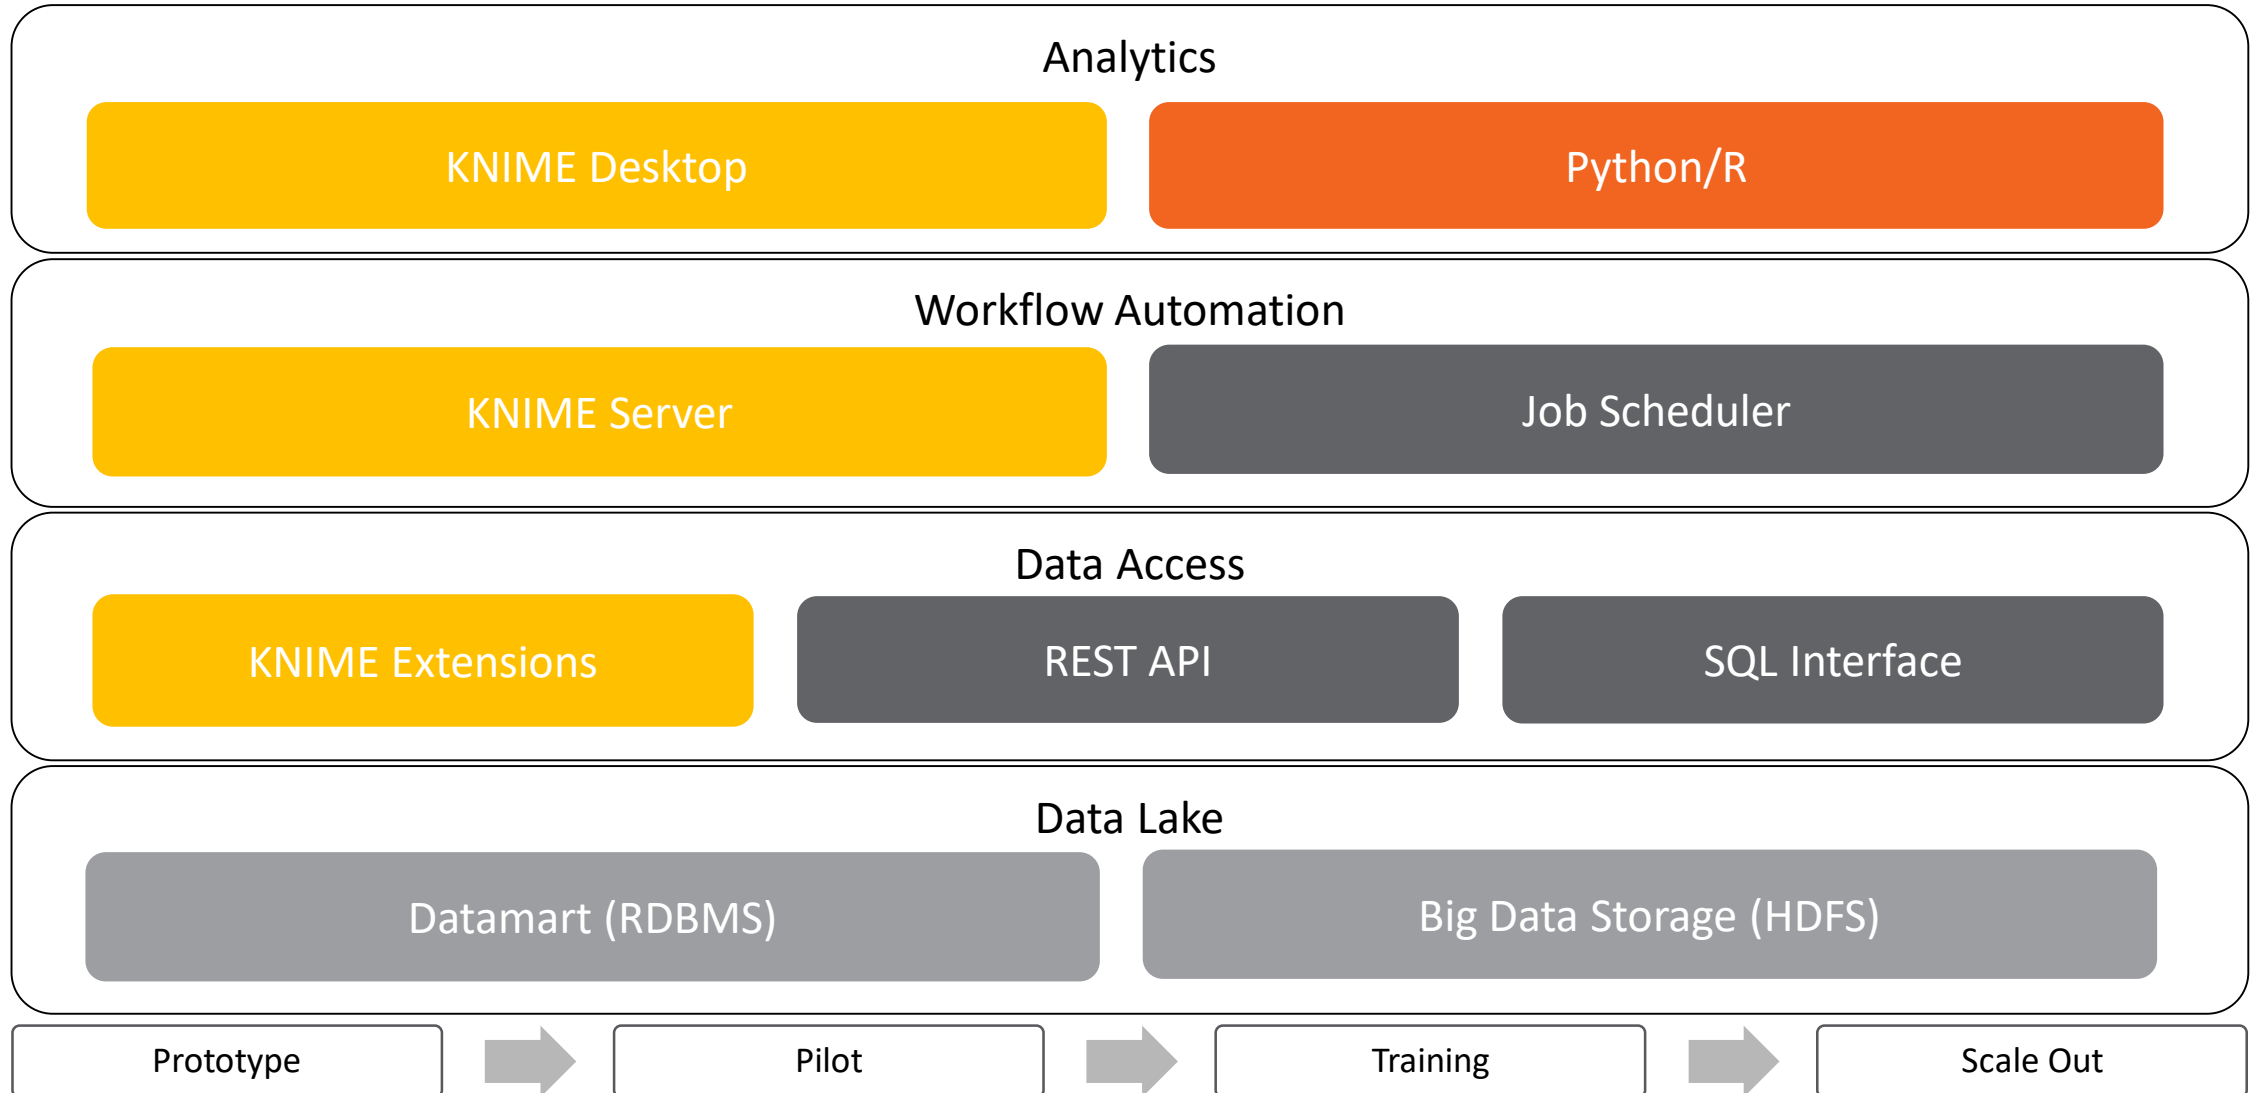 Analytics
KNIME Desktop
Python/R
Workflow Automation
KNIME Server
Job Scheduler
Data Access
KNIME Extensions
REST API
SQL Interface
Data Lake
Datamart (RDBMS)
Big Data Storage (HDFS)
Prototype
Pilot
Training
Scale Out